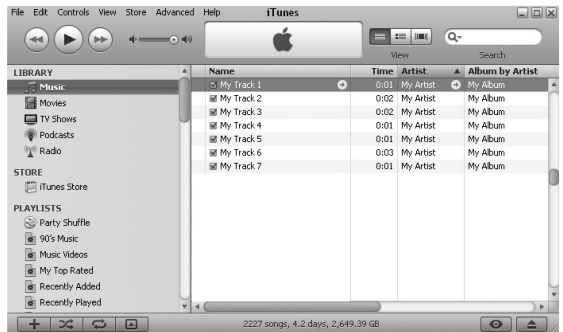 File Edit Controls View Store Advanced Help iTunes
View Search
LIBRARY
Music
Movies
TV Shows
Podcasts
Radio
STORE
iTunes Store
PLAYLISTS
Party Shuffle
90's Music
Music Videos
My Top Rated
Recently Added
Recently Played
Name Time Artist Album by Artist
My Track 1 0:01 My Artist My Album
My Track 2 0:02 My Artist My Album
My Track 3 0:02 My Artist My Album
My Track 4 0:01 My Artist My Album
My Track 5 0:01 My Artist My Album
My Track 6 0:03 My Artist My Album
My Track 7 0:01 My Artist My Album
2227 songs, 4.2 days, 2,649.39 GB